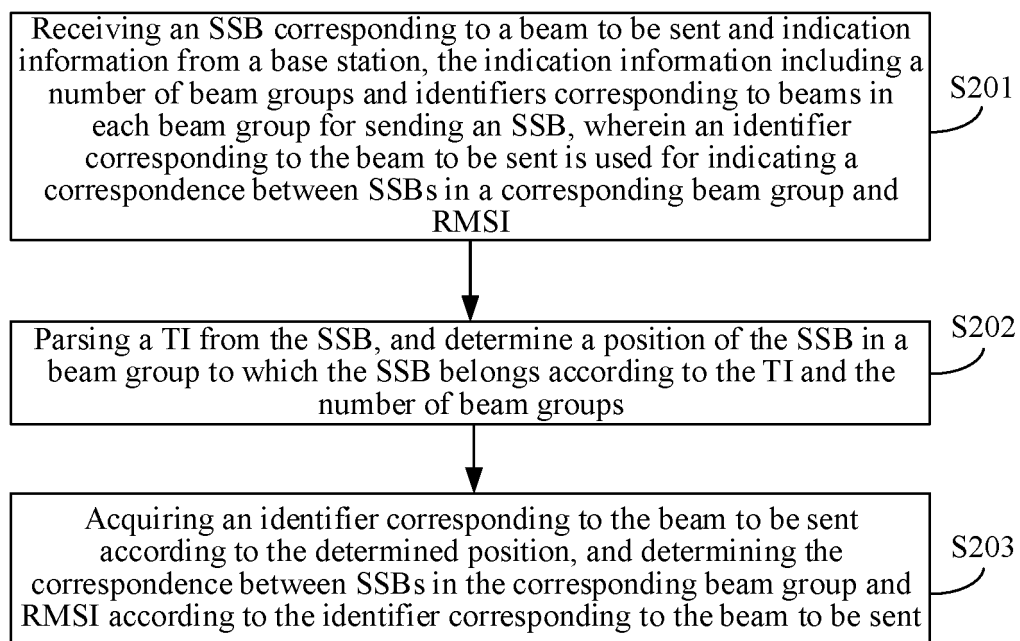 Receiving an SSB corresponding to a beam to be sent and indication
information from a base station, the indication information including a
number of beam groups and identifiers corresponding to beams in
each beam group for sending an SSB, wherein an identifier
corresponding to the beam to be sent is used for indicating a
correspondence between SSBs in a corresponding beam group and
RMSI
S201
Parsing a TI from the SSB, and determine a position of the SSB in a
beam group to which the SSB belongs according to the TI and the
number of beam groups
S202
Acquiring an identifier corresponding to the beam to be sent
according to the determined position, and determining the
correspondence between SSBs in the corresponding beam group and
RMSI according to the identifier corresponding to the beam to be sent
S203